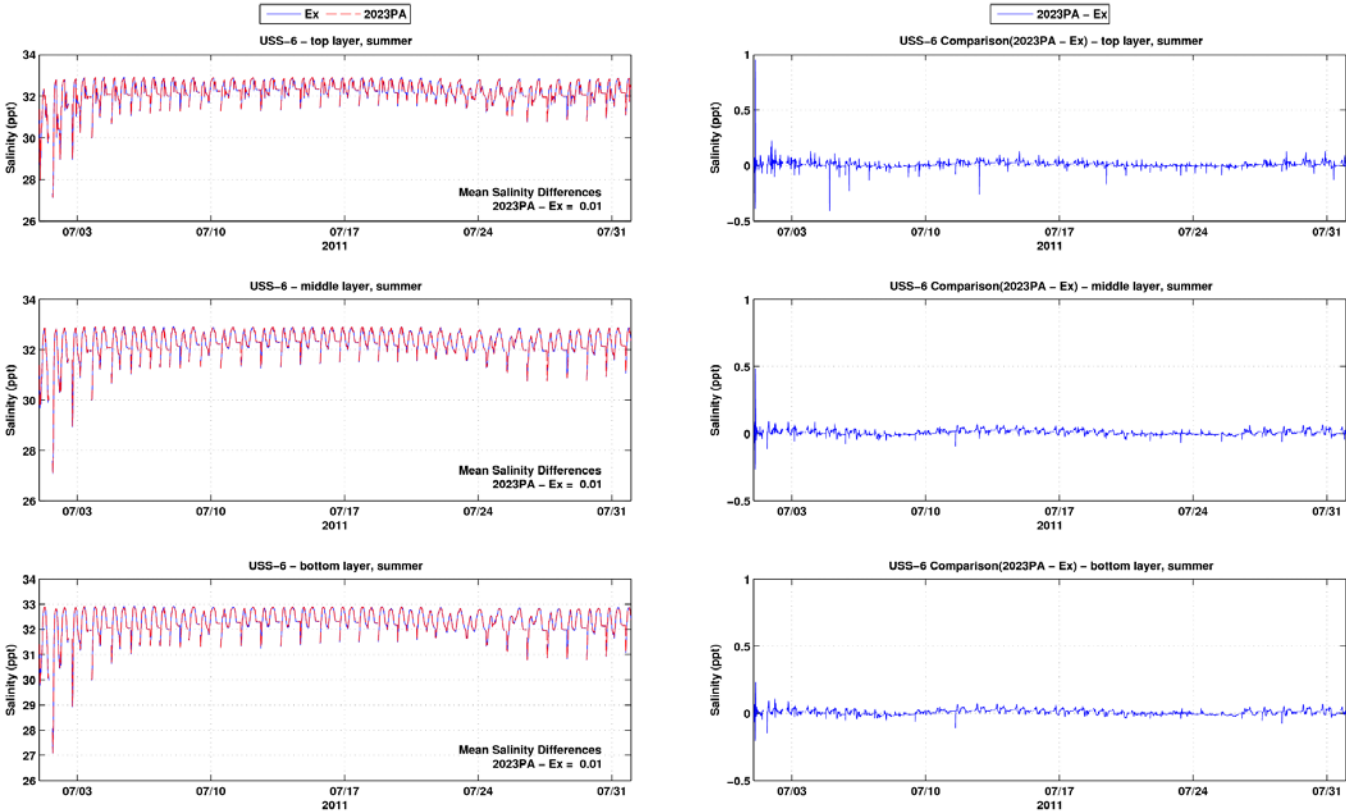 Ex 2023PA
USS-6 - top layer, summer
34
32
30
28
26
Salinity (ppt)
Mean Salinity Differences
2023PA - Ex = 0.01
07/03 07/10 07/17 07/24 07/31
2011
2023PA - Ex
USS-6 Comparison(2023PA - Ex) - top layer, summer
1
0.5
0
-0.5
Salinity (ppt)
07/03 07/10 07/17 07/24 07/31
2011
USS-6 - middle layer, summer
34
32
30
28
26
Salinity (ppt)
Mean Salinity Differences
2023PA - Ex = 0.01
07/03 07/10 07/17 07/24 07/31
2011
USS-6 Comparison(2023PA - Ex) - middle layer, summer
1
0.5
0
-0.5
Salinity (ppt)
07/03 07/10 07/17 07/24 07/31
2011
USS-6 - bottom layer, summer
34
33
32
31
30
29
28
27
26
Salinity (ppt)
Mean Salinity Differences
2023PA - Ex = 0.01
07/03 07/10 07/17 07/24 07/31
2011
USS-6 Comparison(2023PA - Ex) - bottom layer, summer
1
0.5
0
-0.5
Salinity (ppt)
07/03 07/10 07/17 07/24 07/31
2011